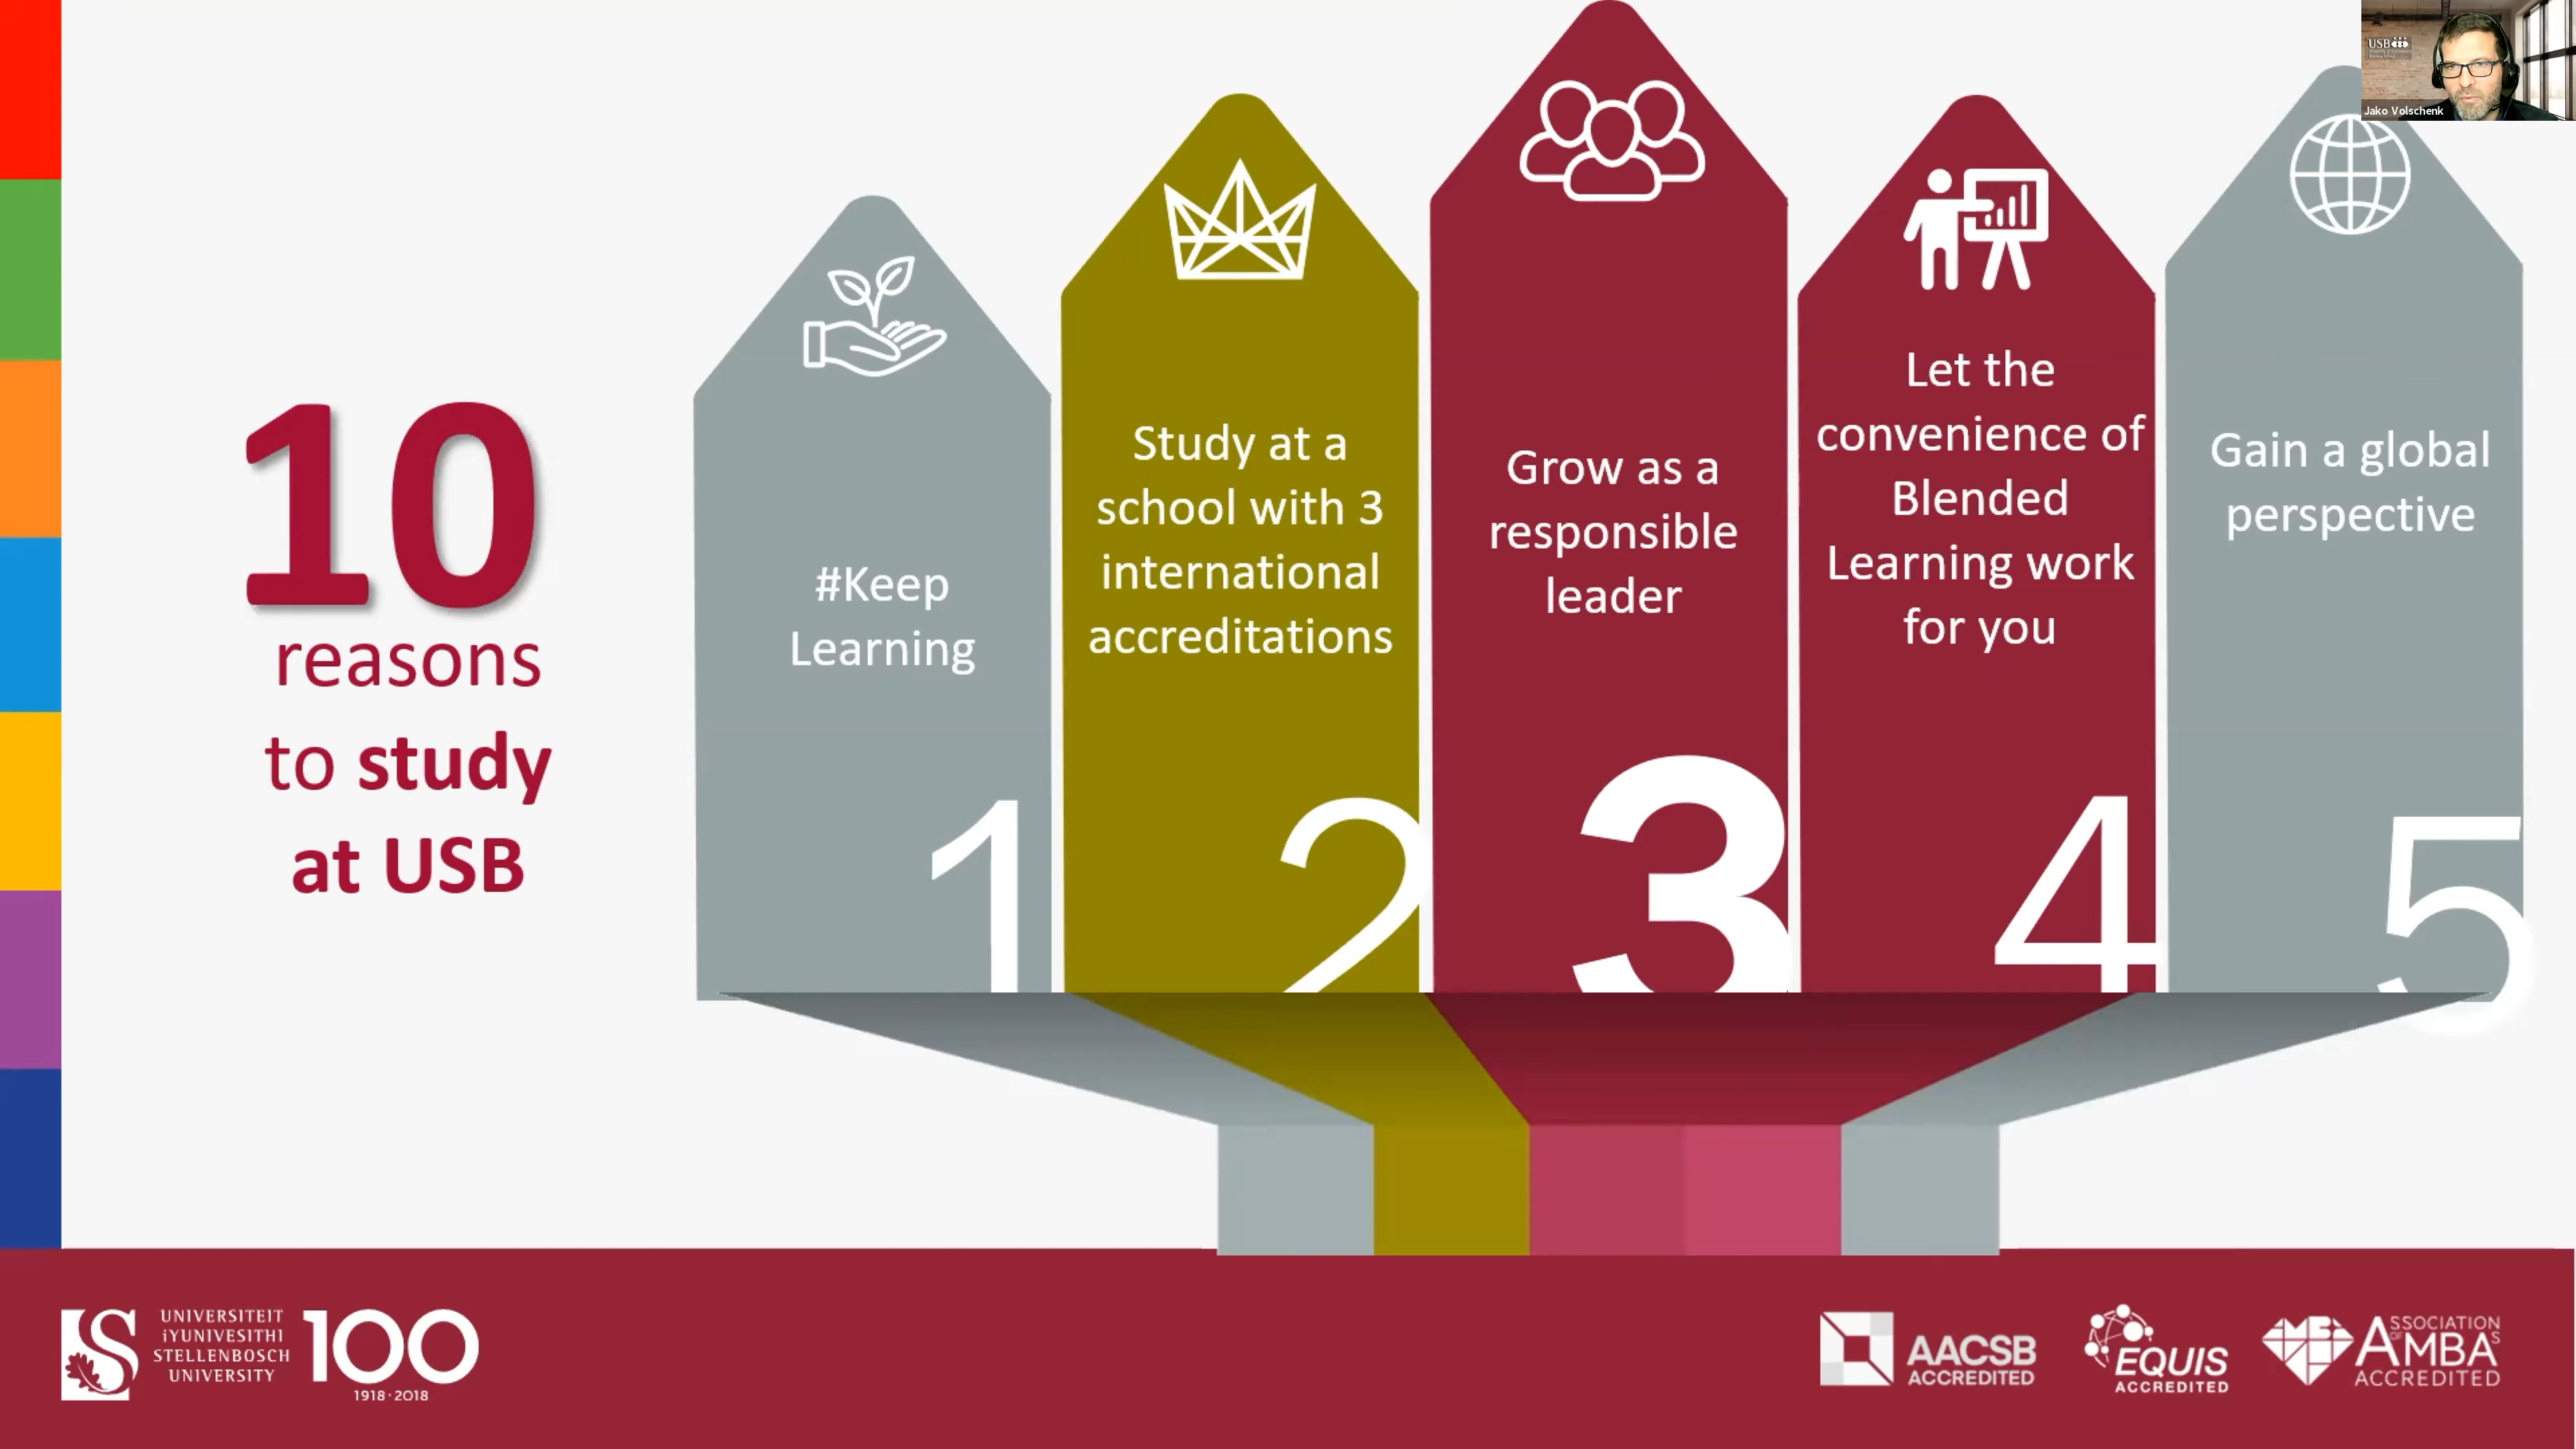 10
reasons
to study
at USB
#Keep
Learning
1
Study at a
school with 3
international
accreditations
2
Grow as a
responsible
leader
3
Let the
convenience of
Blended
Learning work
for you
4
Gain a global
perspective
5
USB
Jako Volschenk
S
UNIVERSITEIT
iYUNIVESITHI
STELLENBOSCH
UNIVERSITY
100
1918·2018
AACSB
ACCREDITED
EQUIS
ACCREDITED
MBA
ASSOCIATION
OF AMBAs
ACCREDITED